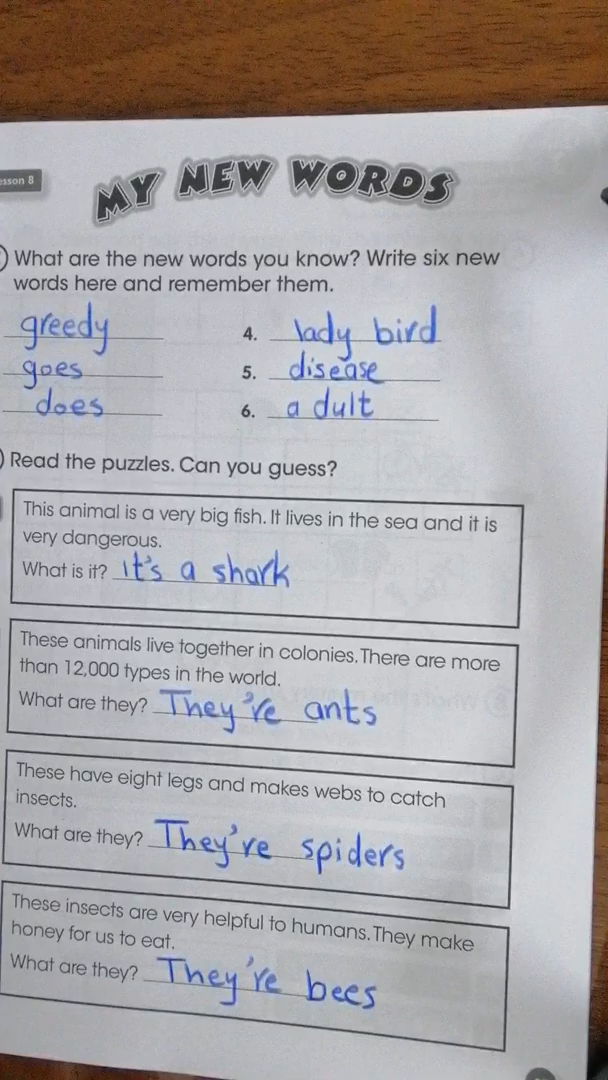 esson 8
MY NEW WORDS
What are the new words you know? Write six new
words here and remember them.
greedy
goes
does
4. lady bird
5. disease
6. a dult
Read the puzzles. Can you guess?
This animal is a very big fish. It lives in the sea and it is
very dangerous.
What is it? it's a shark
These animals live together in colonies. There are more
than 12,000 types in the world.
What are they? They're ants
These have eight legs and makes webs to catch
insects.
What are they? They're spiders
These insects are very helpful to humans. They make
honey for us to eat.
What are they? They're bees